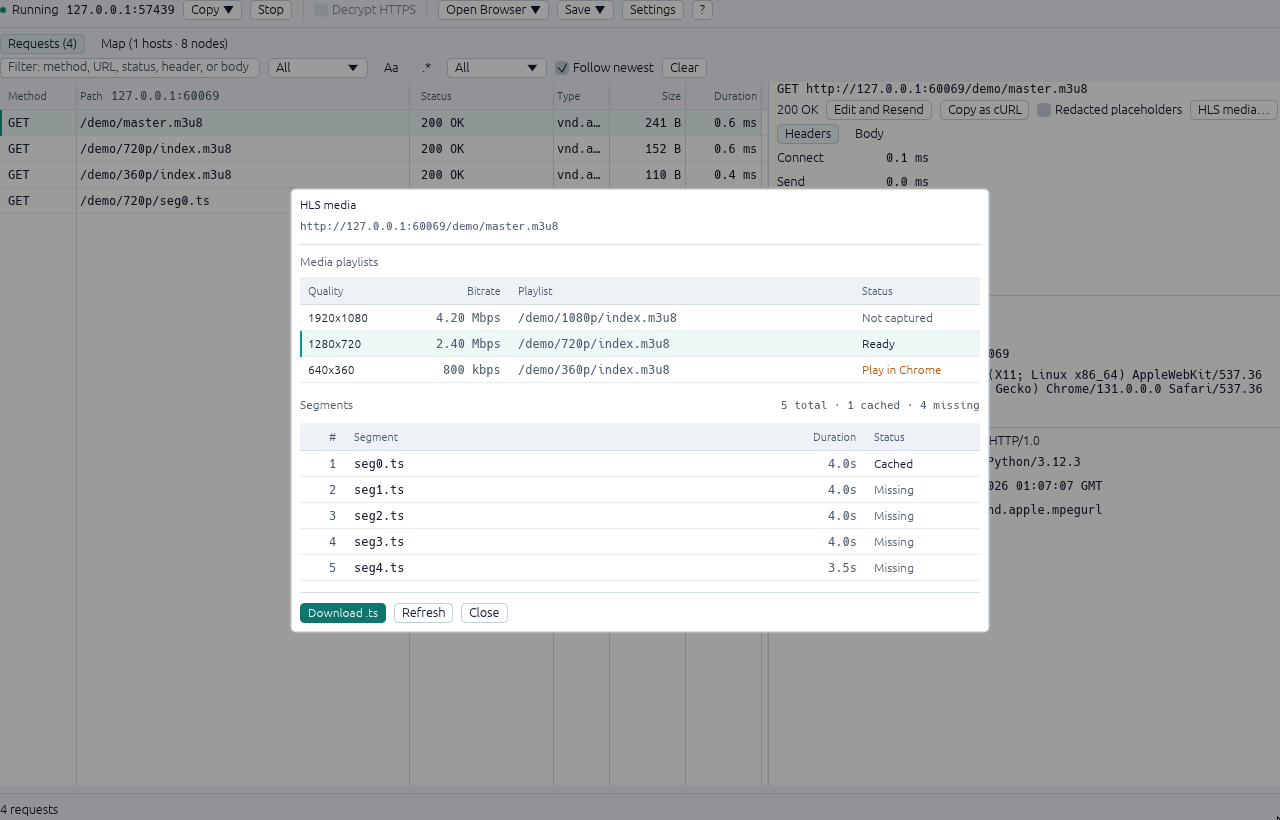 Running 127.0.0.1:57439 Copy ▼ Stop Decrypt HTTPS Open Browser ▼ Save ▼ Settings ?
Requests (4) Map (1 hosts · 8 nodes)
Filter: method, URL, status, header, or body All ▼ Aa .* All ▼ Follow newest Clear
Method Path 127.0.0.1:60069 Status Type Size Duration
GET /demo/master.m3u8 200 OK vnd.a… 241 B 0.6 ms
GET /demo/720p/index.m3u8 200 OK vnd.a… 152 B 0.6 ms
GET /demo/360p/index.m3u8 200 OK vnd.a… 110 B 0.4 ms
GET /demo/720p/seg0.ts
GET http://127.0.0.1:60069/demo/master.m3u8
200 OK Edit and Resend Copy as cURL Redacted placeholders HLS media…
Headers Body
Connect 0.1 ms
Send 0.0 ms
HLS media
http://127.0.0.1:60069/demo/master.m3u8
Media playlists
Quality Bitrate Playlist Status
1920x1080 4.20 Mbps /demo/1080p/index.m3u8 Not captured
1280x720 2.40 Mbps /demo/720p/index.m3u8 Ready
640x360 800 kbps /demo/360p/index.m3u8 Play in Chrome
Segments 5 total · 1 cached · 4 missing
# Segment Duration Status
1 seg0.ts 4.0s Cached
2 seg1.ts 4.0s Missing
3 seg2.ts 4.0s Missing
4 seg3.ts 4.0s Missing
5 seg4.ts 3.5s Missing
Download .ts Refresh Close
069
(X11; Linux x86_64) AppleWebKit/537.36
Gecko) Chrome/131.0.0.0 Safari/537.36
HTTP/1.0
Python/3.12.3
026 01:07:07 GMT
nd.apple.mpegurl
4 requests